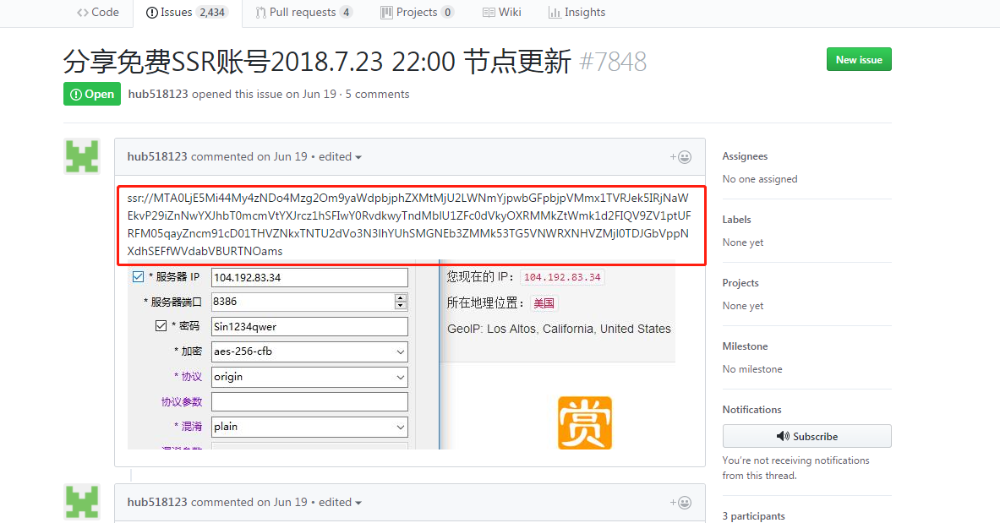 Code Issues 2,434 Pull requests 4 Projects 0 Wiki Insights
分享免费SSR账号2018.7.23 22:00 节点更新 #7848
New issue
Open hub518123 opened this issue on Jun 19 · 5 comments
hub518123 commented on Jun 19 • edited
ssr://MTA0LjE5Mi44My4zNDo4Mzg2Om9yaWdpbjphZXMtMjU2LWNmYjpwbGFpbjpVMmx1TVRJek5IRjNaW
EkvP29iZnNwYXJhbT0mcmVtYXJrcz1hSFIwY0RvdkwyTndMblU1ZFc0dVkyOXRMMkZtWmk1d2FIQV9ZV1ptUF
RFM05qayZncm91cD01THVZNkxTNTU2dVo3N3lhYUhSMGNEb3ZMMk53TG5VNWRXNHVZMjl0TDJGbVppNX
dhSEFfWVdabVBURTNOams
* 服务器 IP 104.192.83.34
* 服务器端口 8386
* 密码 Sin1234qwer
* 加密 aes-256-cfb
* 协议 origin
协议参数
* 混淆 plain
混淆参数
您现在的 IP： 104.192.83.34
所在地理位置： 美国
GeoIP: Los Altos, California, United States
赏
hub518123 commented on Jun 19 • edited
Assignees
No one assigned
Labels
None yet
Projects
None yet
Milestone
No milestone
Notifications
Subscribe
You're not receiving notifications
from this thread.
3 participants